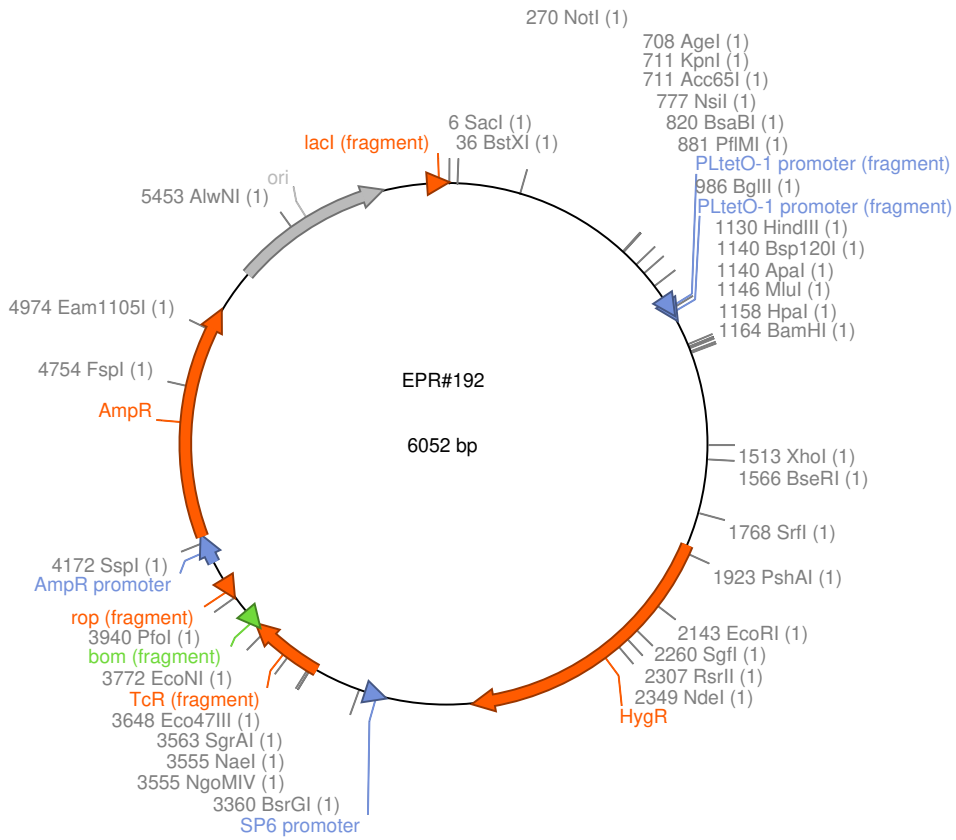 270 NotI (1)
708 AgeI (1)
711 KpnI (1)
711 Acc65I (1)
777 NsiI (1)
820 BsaBI (1)
881 PflMI (1)
PLtetO-1 promoter (fragment)
986 BglII (1)
PLtetO-1 promoter (fragment)
1130 HindIII (1)
1140 Bsp120I (1)
1140 ApaI (1)
1146 MluI (1)
1158 HpaI (1)
1164 BamHI (1)
6 SacI (1)
36 BstXI (1)
lacI (fragment)
ori
5453 AlwNI (1)
4974 Eam1105I (1)
4754 FspI (1)
AmpR
EPR#192
6052 bp
1513 XhoI (1)
1566 BseRI (1)
1768 SrfI (1)
1923 PshAI (1)
2143 EcoRI (1)
2260 SgfI (1)
2307 RsrII (1)
2349 NdeI (1)
HygR
4172 SspI (1)
AmpR promoter
rop (fragment)
3940 PfoI (1)
bom (fragment)
3772 EcoNI (1)
TcR (fragment)
3648 Eco47III (1)
3563 SgrAI (1)
3555 NaeI (1)
3555 NgoMIV (1)
3360 BsrGI (1)
SP6 promoter